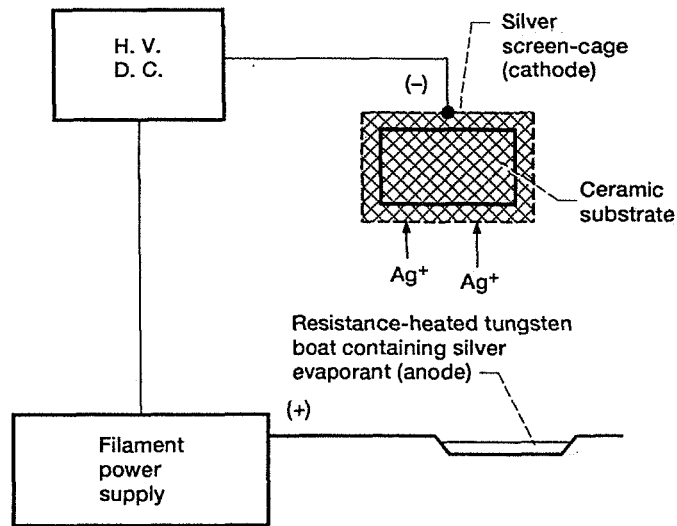 H. V.
D. C.
Silver
screen-cage
(cathode)
(–)
Ceramic
substrate
Ag+
Ag+
Resistance-heated tungsten
boat containing silver
evaporant (anode)
(+)
Filament
power
supply